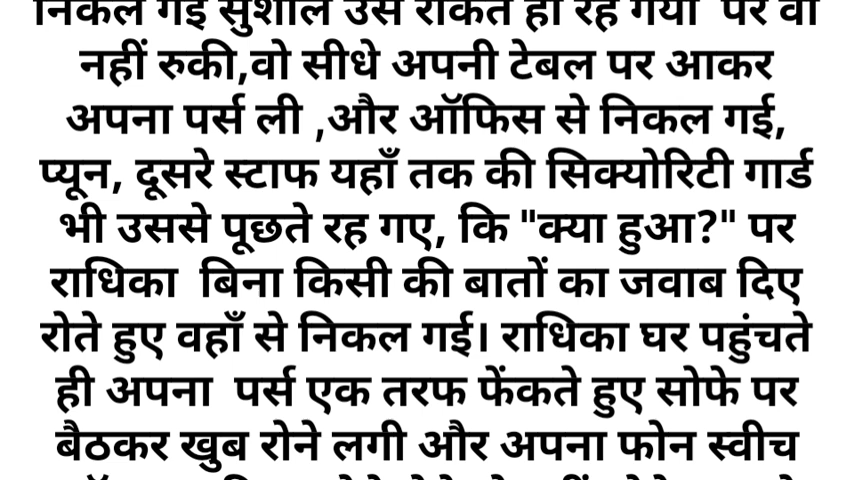 निकल गई सुशील उसे रोकते ही रह गया  पर वो
नहीं रुकी,वो सीधे अपनी टेबल पर आकर
अपना पर्स ली ,और ऑफिस से निकल गई,
प्यून, दूसरे स्टाफ यहाँ तक की सिक्योरिटी गार्ड
भी उससे पूछते रह गए, कि "क्या हुआ?" पर
राधिका  बिना किसी की बातों का जवाब दिए
रोते हुए वहाँ से निकल गई। राधिका घर पहुंचते
ही अपना  पर्स एक तरफ फेंकते हुए सोफे पर
बैठकर खुब रोने लगी और अपना फोन स्वीच